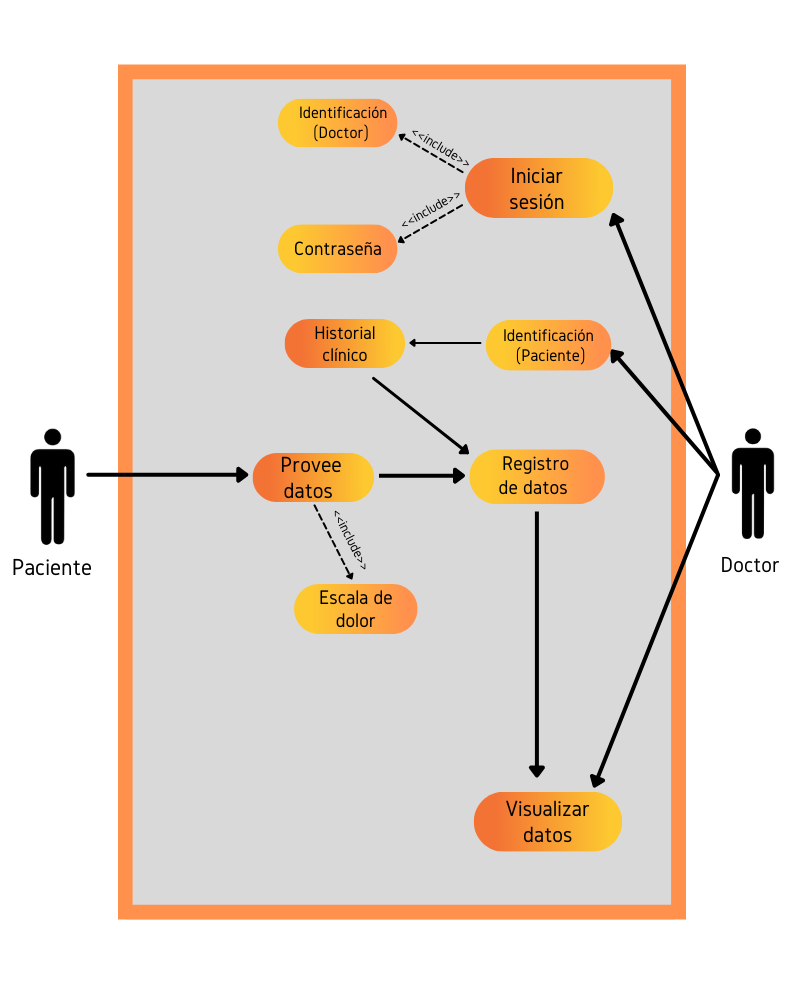 Identificación
(Doctor)
<<include>>
Iniciar
sesión
<<include>>
Contraseña
Historial
clínico
Identificación
(Paciente)
Provee
datos
Registro
de datos
<<include>>
Paciente
Doctor
Escala de
dolor
Visualizar
datos